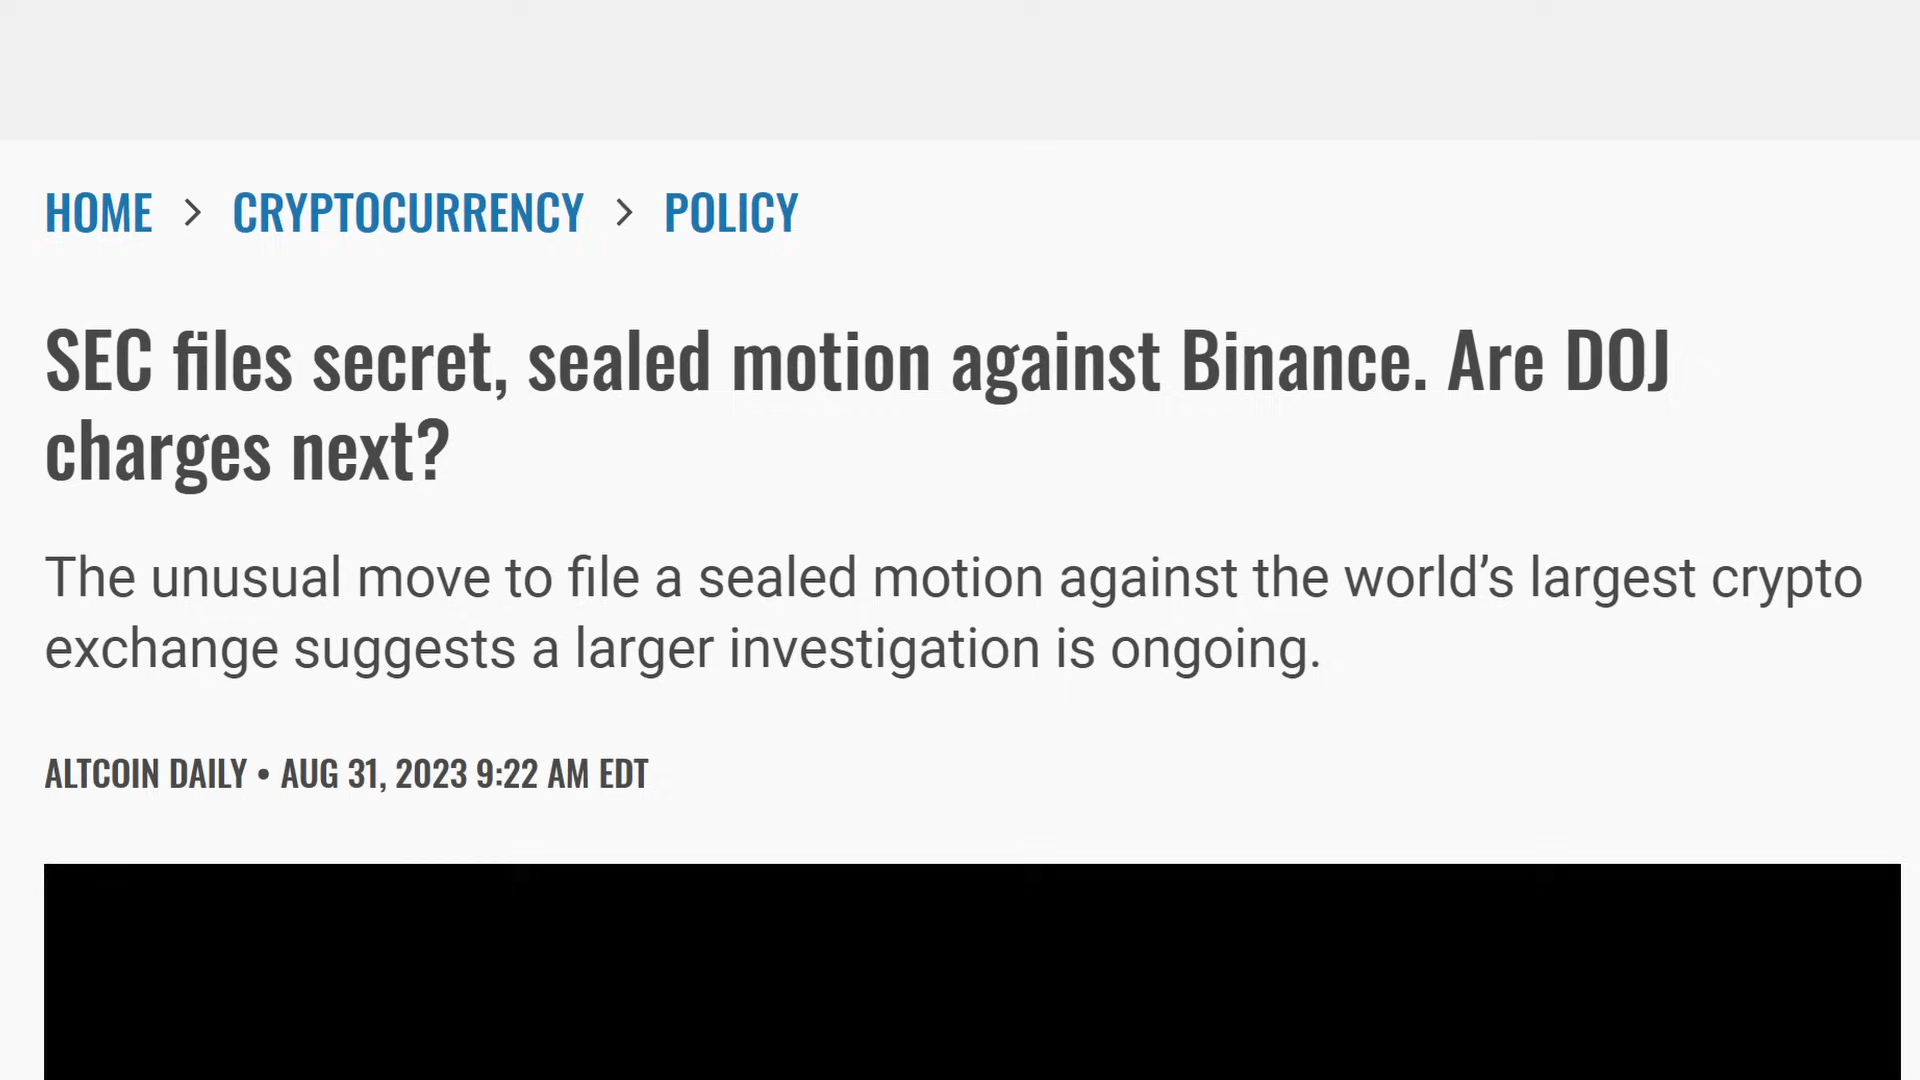 HOME > CRYPTOCURRENCY > POLICY
SEC files secret, sealed motion against Binance. Are DOJ
charges next?
The unusual move to file a sealed motion against the world’s largest crypto
exchange suggests a larger investigation is ongoing.
ALTCOIN DAILY • AUG 31, 2023 9:22 AM EDT